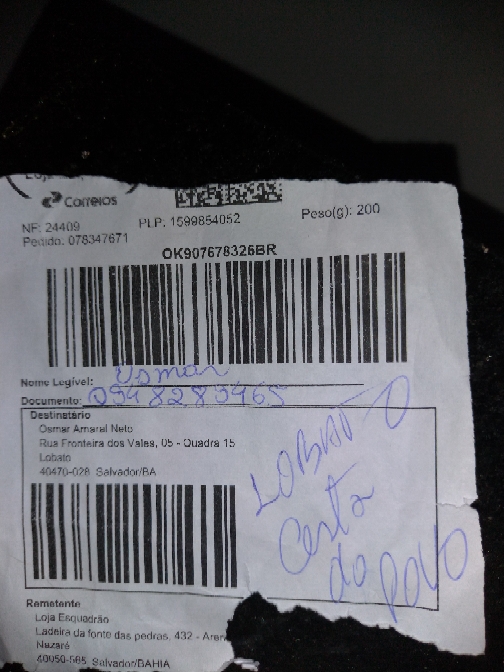 Correios
NF: 24409
PLP: 1599854052
Peso(g): 200
Pedido: 078347671
OK907678326BR
Nome Legível: Osmar
Documento: 0948283465
Destinatário
Osmar Amaral Neto
Rua Fronteira dos Vales, 05 - Quadra 15
Lobato
40470-028 Salvador/BA
LOBATO
Cesta
do POVO
Remetente
Loja Esquadrão
Ladeira da fonte das pedras, 432 -
Nazaré
40050-565 Salvador/BAHIA